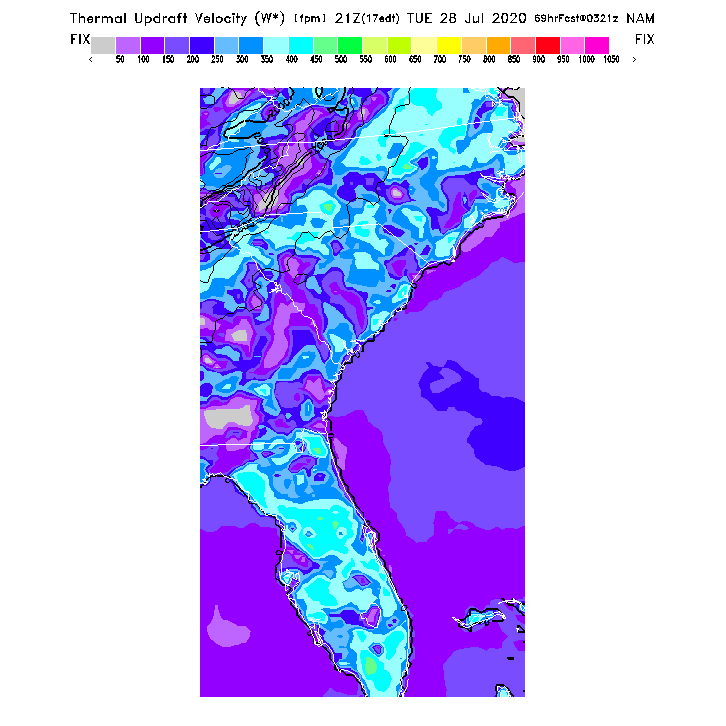 Thermal Updraft Velocity (W*) [fpm] 21Z(17edt) TUE 28 Jul 2020 69hrFcst@0321z NAM
FIX FIX
< 50 100 150 200 250 300 350 400 450 500 550 600 650 700 750 800 850 900 950 1000 1050 >